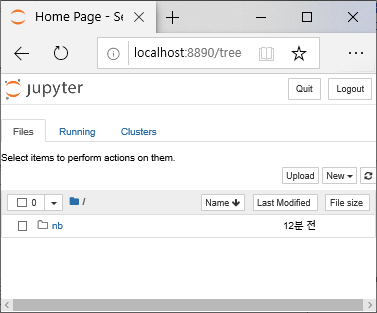 Home Page - Se
localhost:8890/tree
jupyter
Quit
Logout
Files
Running
Clusters
Select items to perform actions on them.
Upload
New
0
/
Name
Last Modified
File size
nb
12분 전